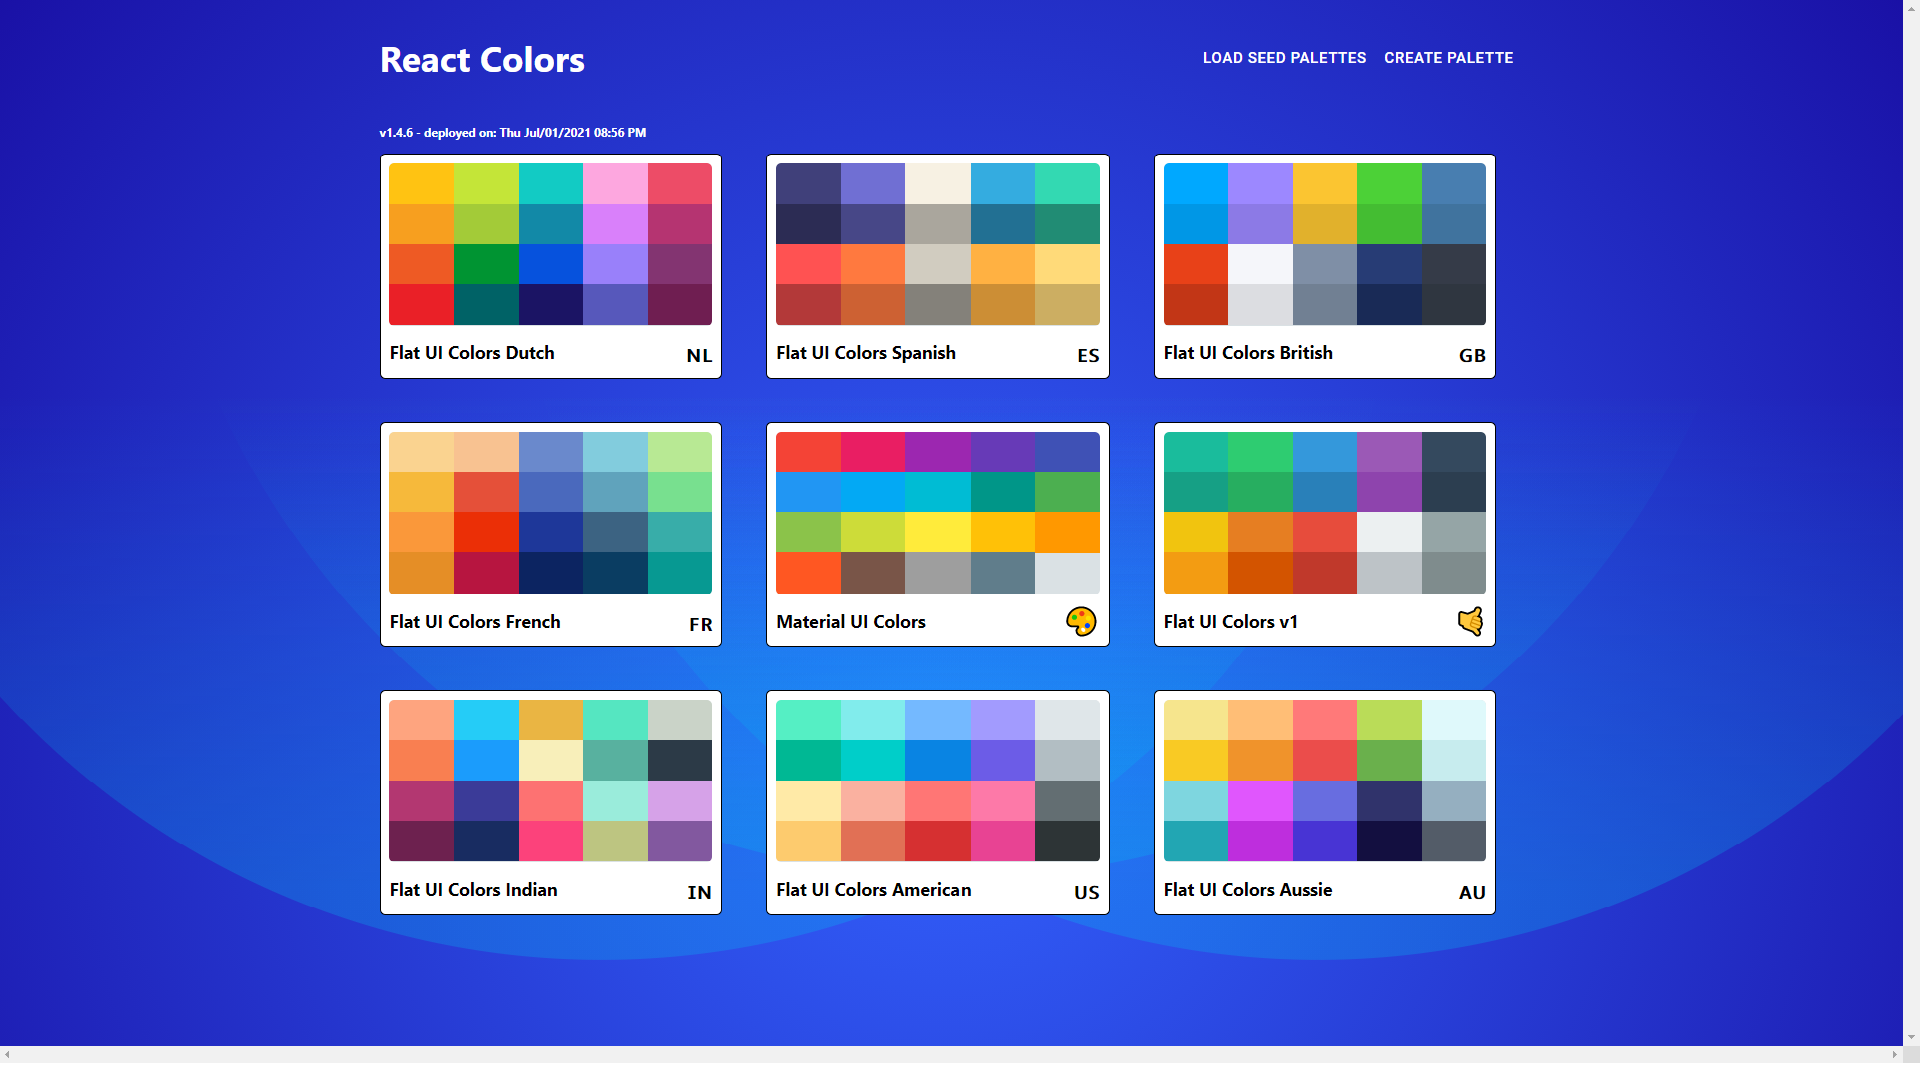 React Colors
LOAD SEED PALETTES
CREATE PALETTE
v1.4.6 - deployed on: Thu Jul/01/2021 08:56 PM
Flat UI Colors Dutch
NL
Flat UI Colors Spanish
ES
Flat UI Colors British
GB
Flat UI Colors French
FR
Material UI Colors
Flat UI Colors v1
Flat UI Colors Indian
IN
Flat UI Colors American
US
Flat UI Colors Aussie
AU